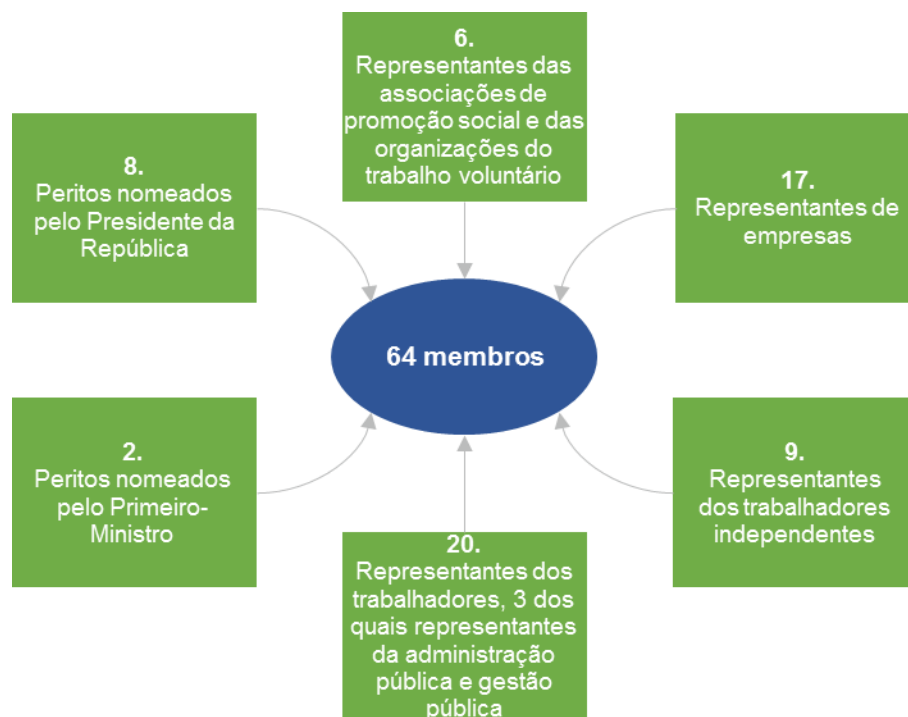 6.
Representantes das
associações de
promoção social e das
organizações do
trabalho voluntário
8.
Peritos nomeados
pelo Presidente da
República
17.
Representantes de
empresas
64 membros
2.
Peritos nomeados
pelo Primeiro-
Ministro
9.
Representantes
dos trabalhadores
independentes
20.
Representantes dos
trabalhadores, 3 dos
quais representantes
da administração
pública e gestão
pública